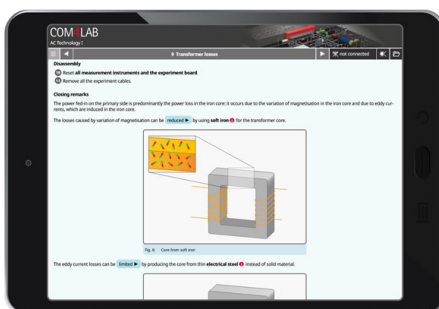 COM4LAB
AC Technology I
9 Transformer losses
not connected
Disassembly
Reset all measurement instruments and the experiment board.
Remove all the experiment cables.
Closing remarks
The power fed-in on the primary side is predominantly the power loss in the iron core; it occurs due to the variation of magnetisation in the iron core and due to eddy cur-
rents, which are induced in the iron core.
The losses caused by variation of magnetisation can be reduced ▶ by using soft iron for the transformer core.
Fig. 6: Core from soft iron
The eddy current losses can be limited ▶ by producing the core from thin electrical steel instead of solid material.